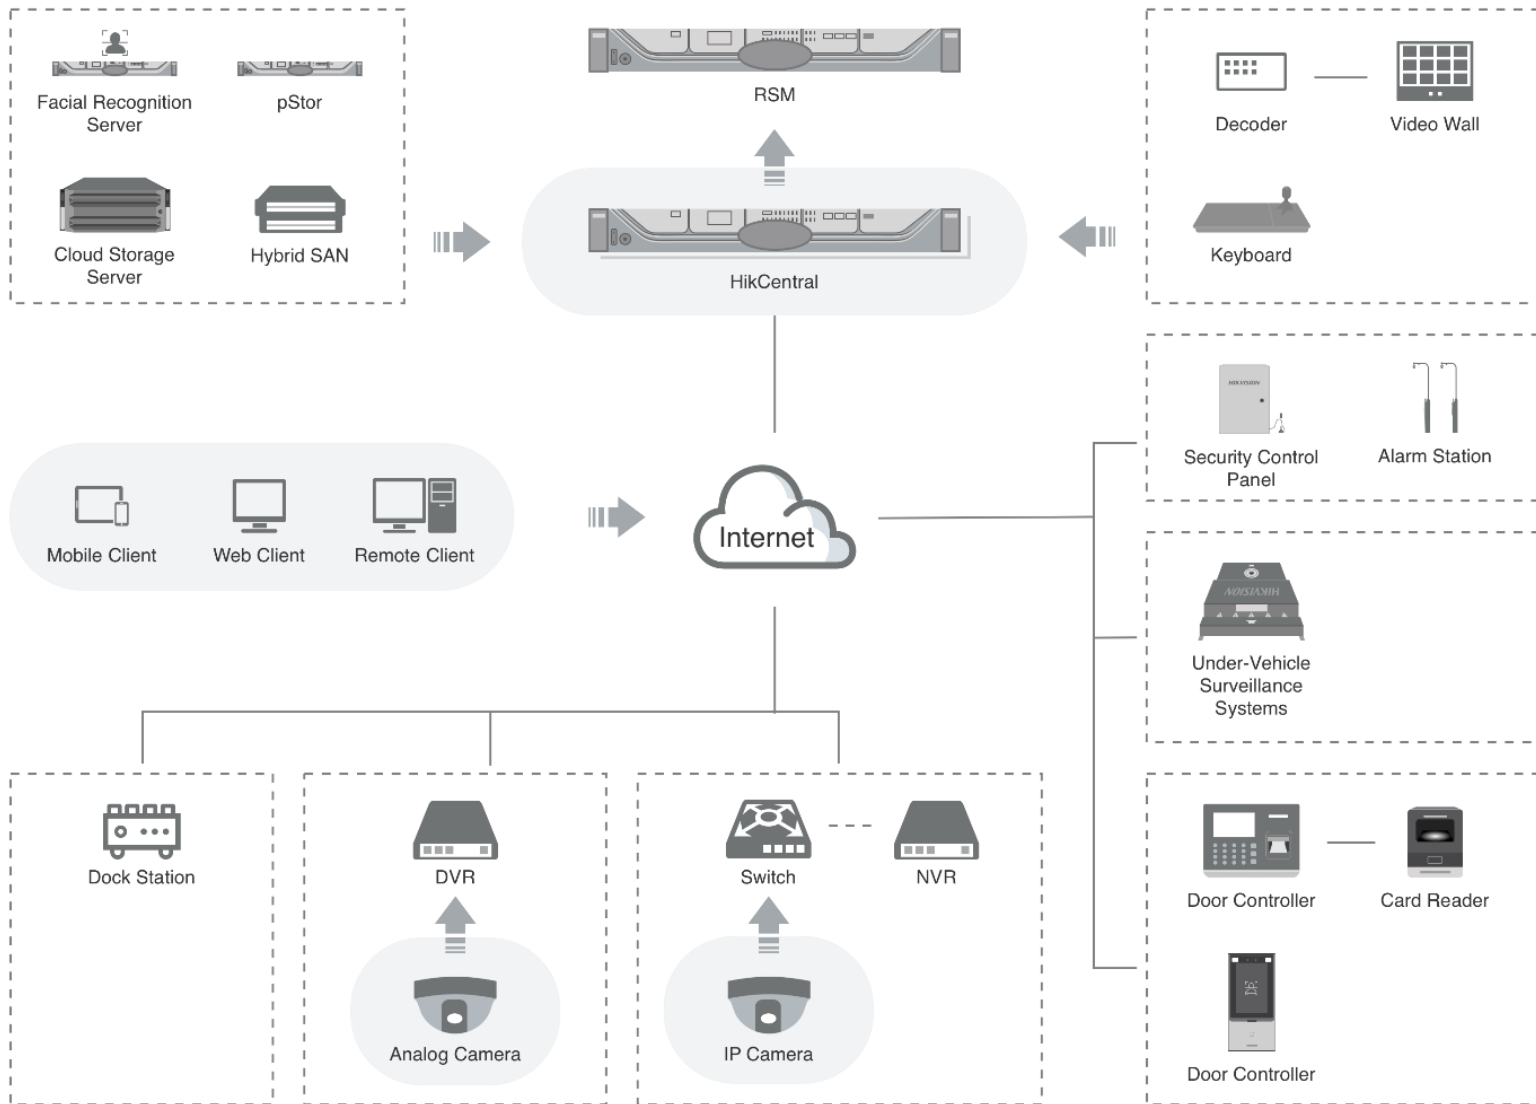 RSM
Facial Recognition
Server
pStor
Cloud Storage
Server
Hybrid SAN
HikCentral
Decoder
Video Wall
Keyboard
HIKVISION
Security Control
Panel
Alarm Station
Mobile Client
Web Client
Remote Client
Internet
HIKVISION
Under-Vehicle
Surveillance
Systems
Dock Station
DVR
Analog Camera
Switch
NVR
IP Camera
Door Controller
Card Reader
Door Controller